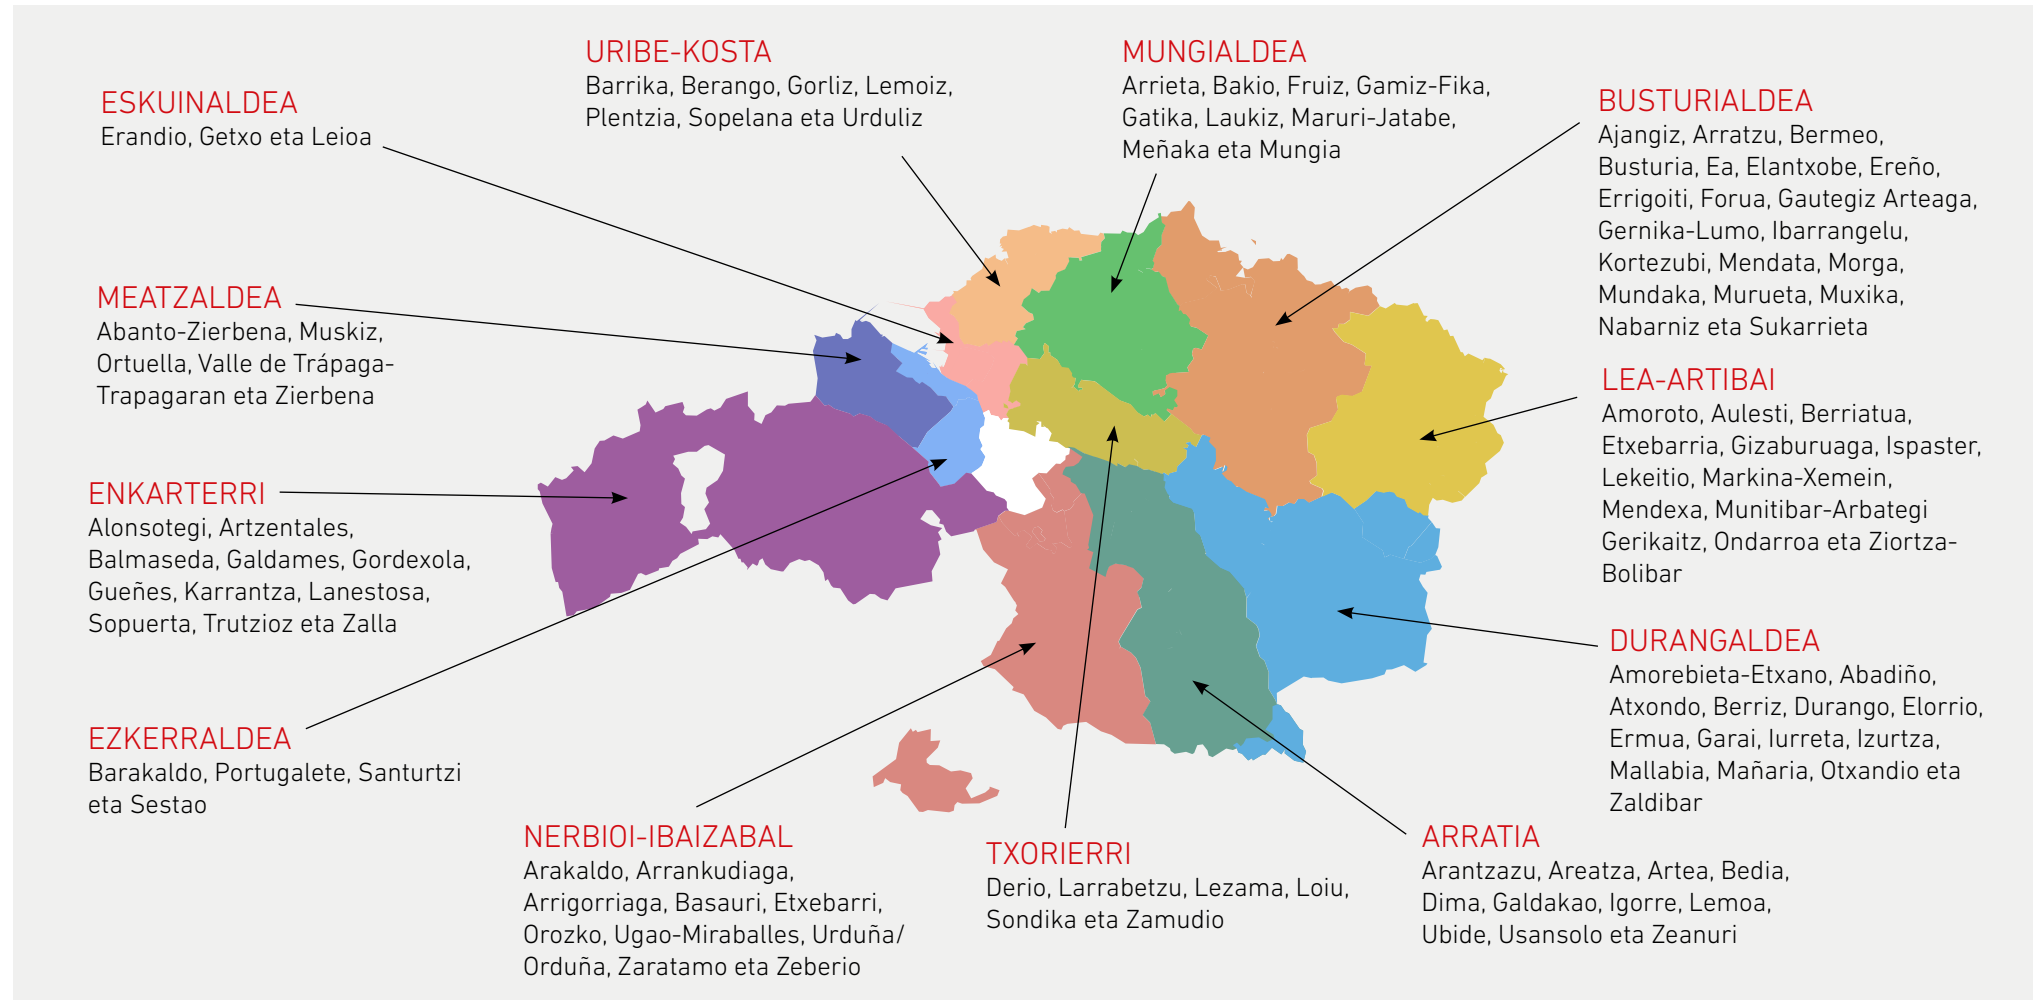 ESKUINALDEA
Erandio, Getxo eta Leioa
URIBE-KOSTA
Barrika, Berango, Gorliz, Lemoiz,
Plentzia, Sopelana eta Urduliz
MUNGIALDEA
Arrieta, Bakio, Fruiz, Gamiz-Fika,
Gatika, Laukiz, Maruri-Jatabe,
Meñaka eta Mungia
BUSTURIALDEA
Ajangiz, Arratzu, Bermeo,
Busturia, Ea, Elantxobe, Ereño,
Errigoiti, Forua, Gautegiz Arteaga,
Gernika-Lumo, Ibarrangelu,
Kortezubi, Mendata, Morga,
Mundaka, Murueta, Muxika,
Nabarniz eta Sukarrieta
MEATZALDEA
Abanto-Zierbena, Muskiz,
Ortuella, Valle de Trápaga-
Trapagaran eta Zierbena
LEA-ARTIBAI
Amoroto, Aulesti, Berriatua,
Etxebarria, Gizaburuaga, Ispaster,
Lekeitio, Markina-Xemein,
Mendexa, Munitibar-Arbategi
Gerikaitz, Ondarroa eta Ziortza-
Bolibar
ENKARTERRI
Alonsotegi, Artzentales,
Balmaseda, Galdames, Gordexola,
Gueñes, Karrantza, Lanestosa,
Sopuerta, Trutzioz eta Zalla
DURANGALDEA
Amorebieta-Etxano, Abadiño,
Atxondo, Berriz, Durango, Elorrio,
Ermua, Garai, Iurreta, Izurtza,
Mallabia, Mañaria, Otxandio eta
Zaldibar
EZKERRALDEA
Barakaldo, Portugalete, Santurtzi
eta Sestao
NERBIOI-IBAIZABAL
Arakaldo, Arrankudiaga,
Arrigorriaga, Basauri, Etxebarri,
Orozko, Ugao-Miraballes, Urduña/
Orduña, Zaratamo eta Zeberio
TXORIERRI
Derio, Larrabetzu, Lezama, Loiu,
Sondika eta Zamudio
ARRATIA
Arantzazu, Areatza, Artea, Bedia,
Dima, Galdakao, Igorre, Lemoa,
Ubide, Usansolo eta Zeanuri